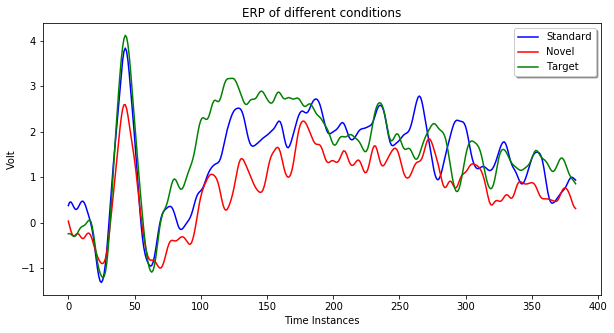 ERP of different conditions
Standard
Novel
Target
Volt
4
3
2
1
0
−1
0
50
100
150
200
250
300
350
400
Time Instances